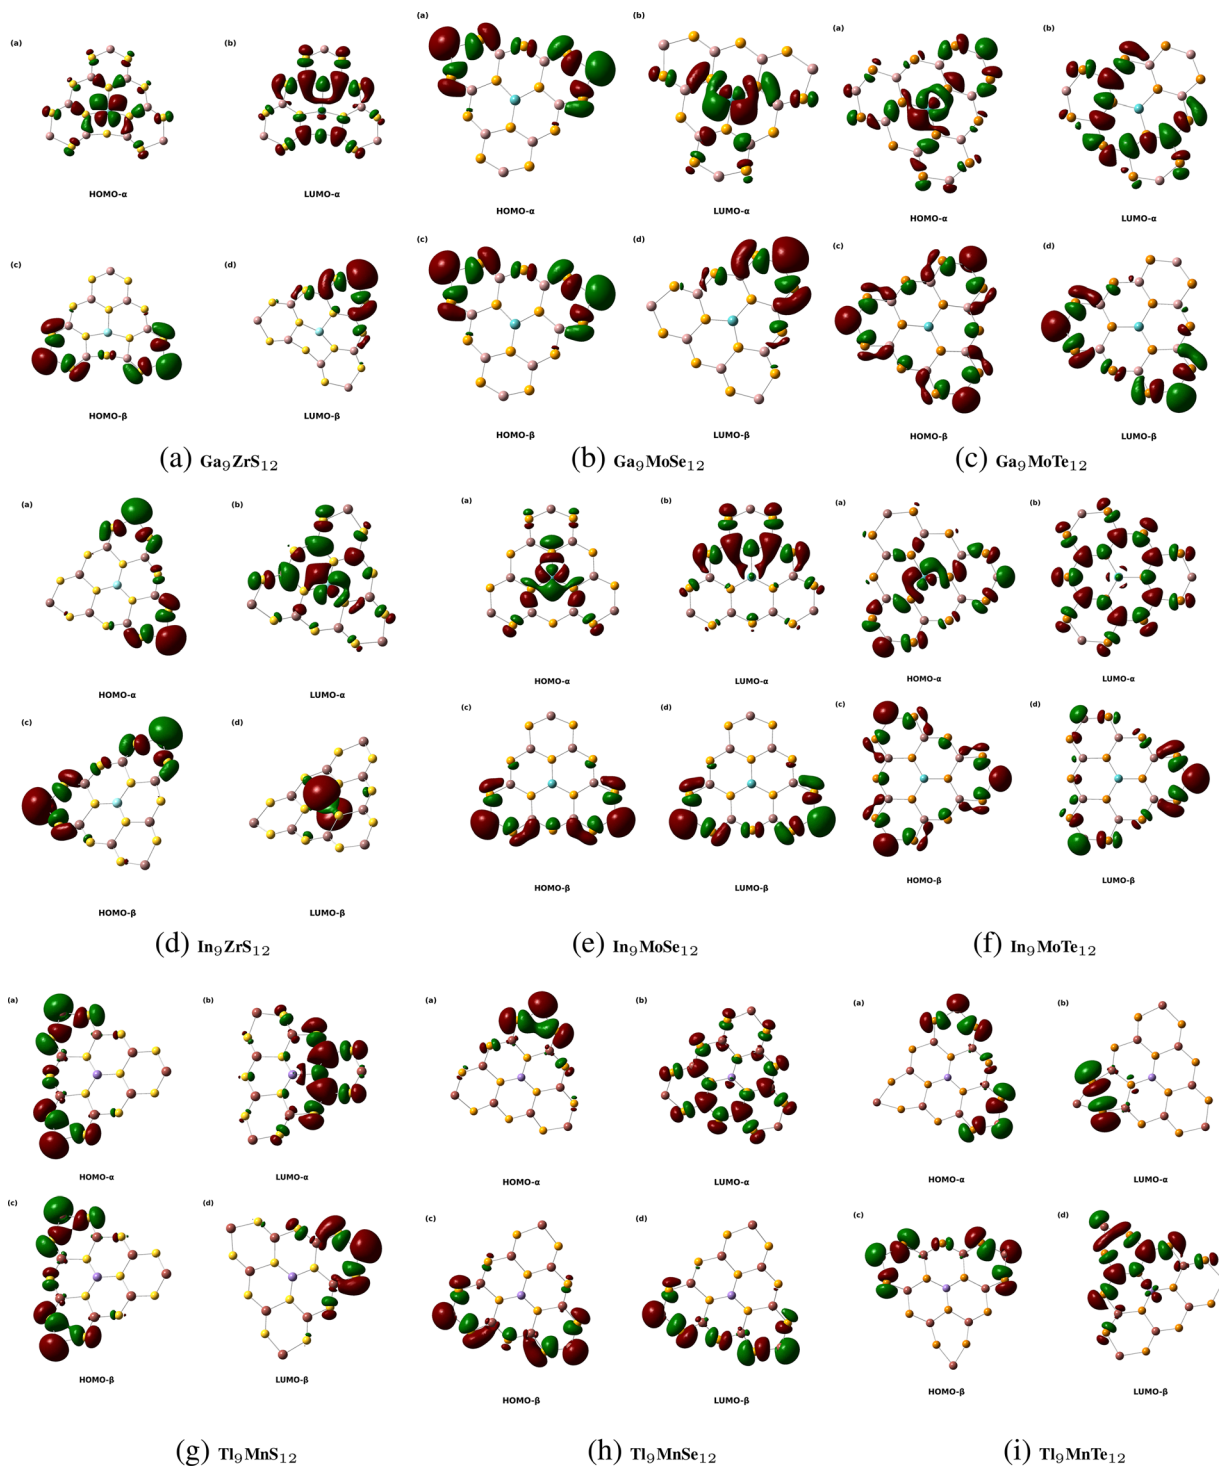 (a) (b)
HOMO-α LUMO-α
(c) (d)
HOMO-β LUMO-β
(a) Ga₉ZrS₁₂
(a) (b)
HOMO-α LUMO-α
(c) (d)
HOMO-β LUMO-β
(b) Ga₉MoSe₁₂
(a) (b)
HOMO-α LUMO-α
(c) (d)
HOMO-β LUMO-β
(c) Ga₉MoTe₁₂
(a) (b)
HOMO-α LUMO-α
(c) (d)
HOMO-β LUMO-β
(d) In₉ZrS₁₂
(a) (b)
HOMO-α LUMO-α
(c) (d)
HOMO-β LUMO-β
(e) In₉MoSe₁₂
(a) (b)
HOMO-α LUMO-α
(c) (d)
HOMO-β LUMO-β
(f) In₉MoTe₁₂
(a) (b)
HOMO-α LUMO-α
(c) (d)
HOMO-β LUMO-β
(g) Tl₉MnS₁₂
(a) (b)
HOMO-α LUMO-α
(c) (d)
HOMO-β LUMO-β
(h) Tl₉MnSe₁₂
(a) (b)
HOMO-α LUMO-α
(c) (d)
HOMO-β LUMO-β
(i) Tl₉MnTe₁₂